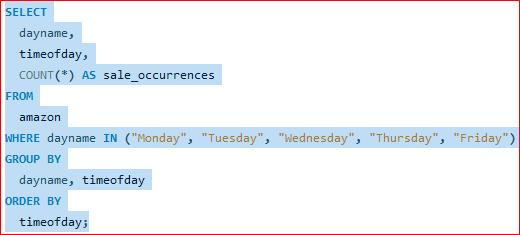 SELECT
dayname,
timeofday,
COUNT(*) AS sale_occurrences
FROM
amazon
WHERE dayname IN ("Monday", "Tuesday", "Wednesday", "Thursday", "Friday")
GROUP BY
dayname, timeofday
ORDER BY
timeofday;